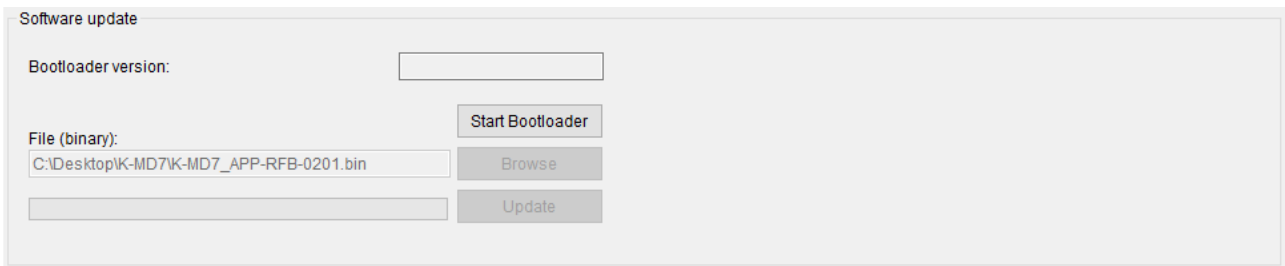 Software update
Bootloader version:
Start Bootloader
File (binary):
C:\Desktop\K-MD7\K-MD7_APP-RFB-0201.bin
Browse
Update